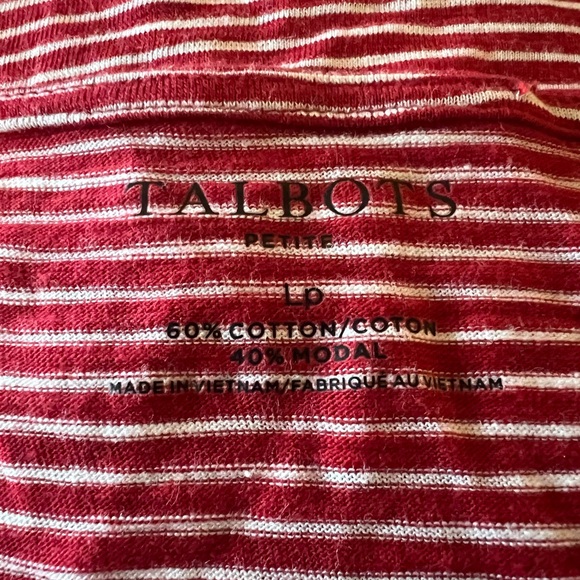 TALBOTS
PETITE
Lp
60% COTTON/COTON
40% MODAL
MADE IN VIETNAM/FABRIQUE AU VIETNAM